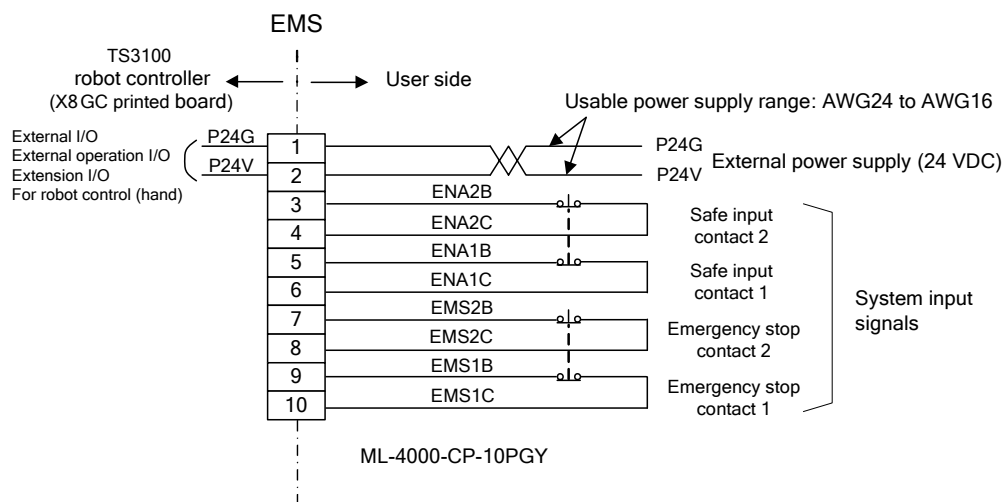 EMS
TS3100
robot controller
(X8GC printed board)
User side
Usable power supply range: AWG24 to AWG16
External I/O
External operation I/O
Extension I/O
For robot control (hand)
P24G
P24V
1
2
3
4
5
6
7
8
9
10
P24G
P24V
External power supply (24 VDC)
ENA2B
ENA2C
ENA1B
ENA1C
EMS2B
EMS2C
EMS1B
EMS1C
Safe input
contact 2
Safe input
contact 1
Emergency stop
contact 2
Emergency stop
contact 1
System input
signals
ML-4000-CP-10PGY